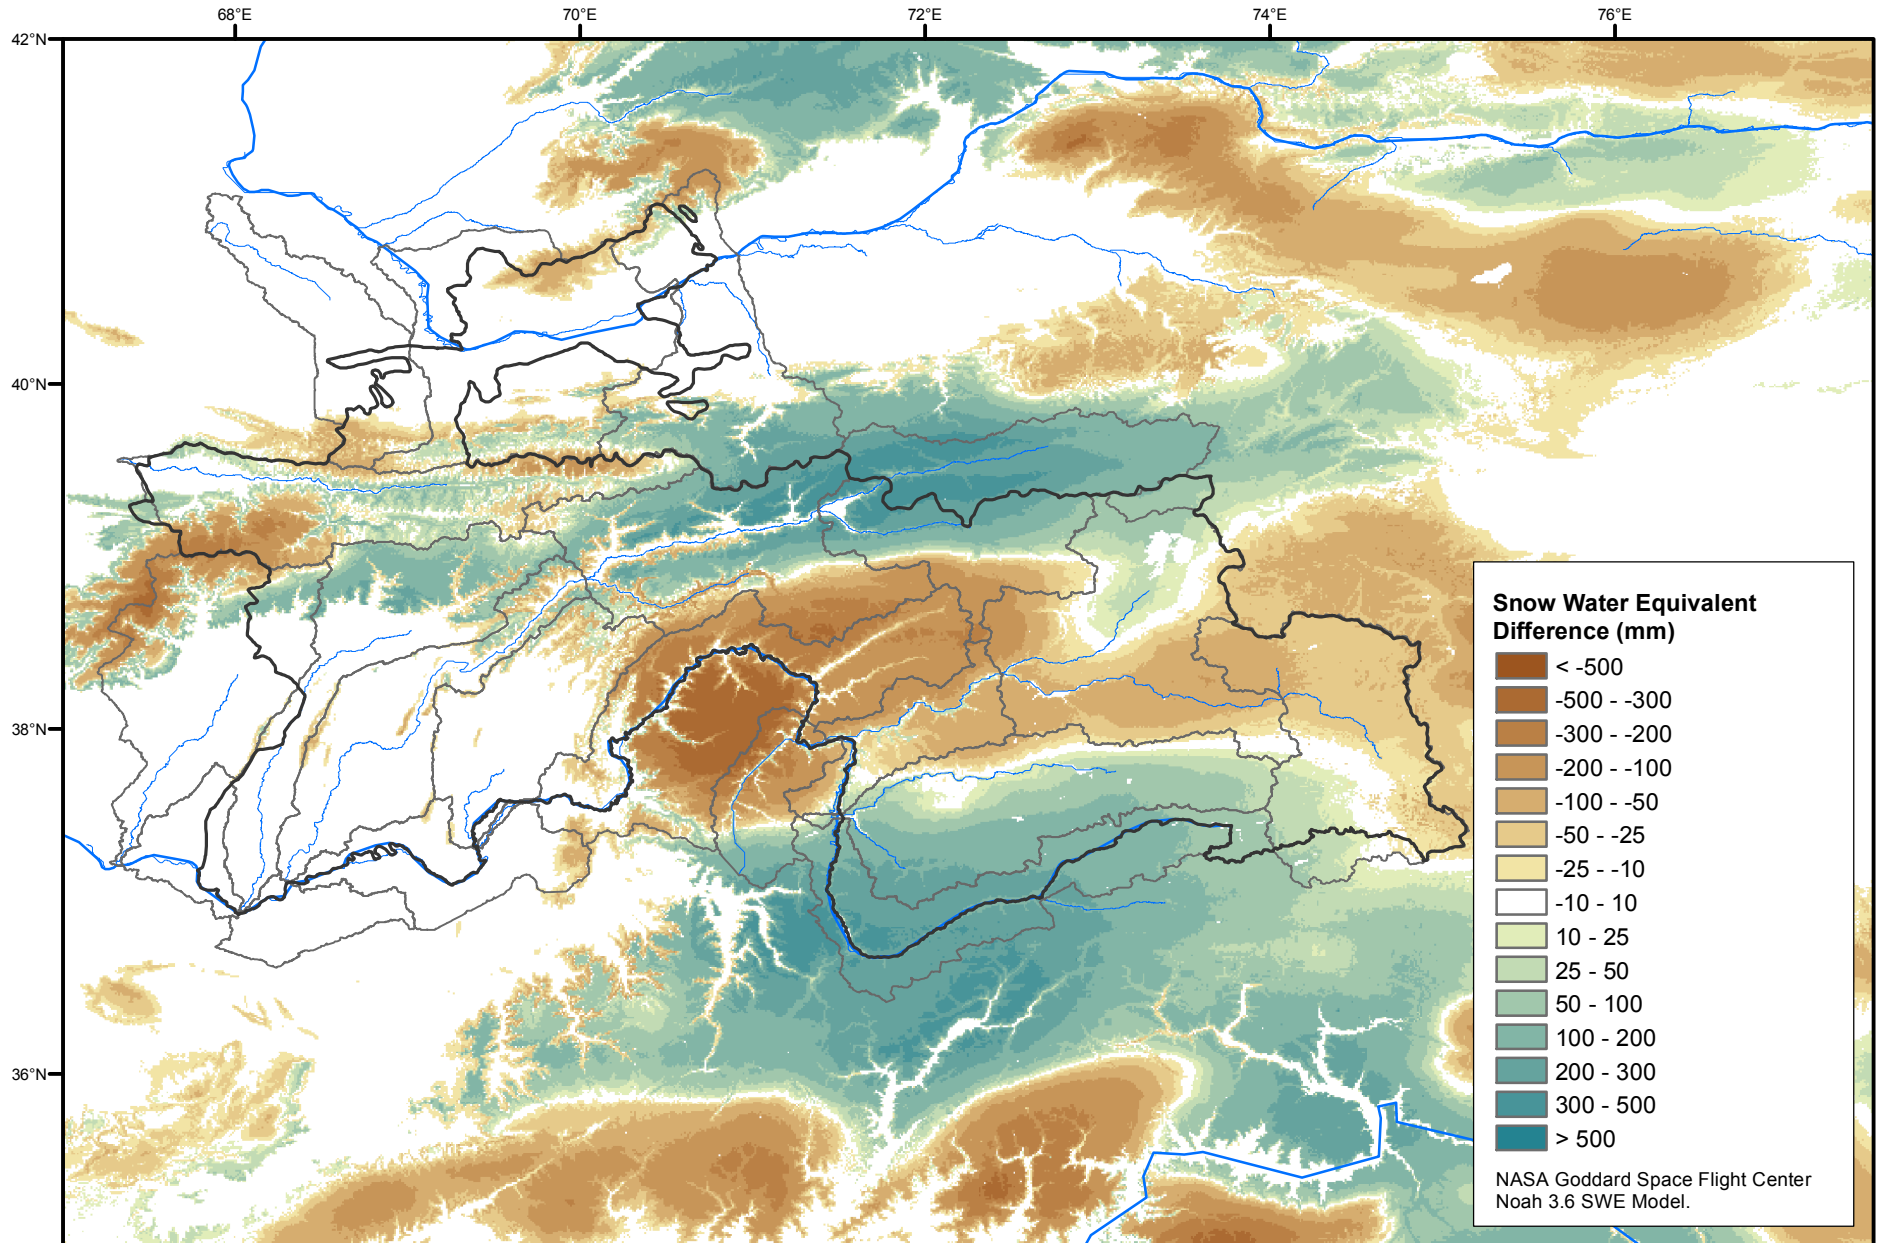 68°E
70°E
72°E
74°E
76°E
42°N
40°N
38°N
36°N
Snow Water Equivalent
Difference (mm)
< -500
-500 - -300
-300 - -200
-200 - -100
-100 - -50
-50 - -25
-25 - -10
-10 - 10
10 - 25
25 - 50
50 - 100
100 - 200
200 - 300
300 - 500
> 500
NASA Goddard Space Flight Center
Noah 3.6 SWE Model.